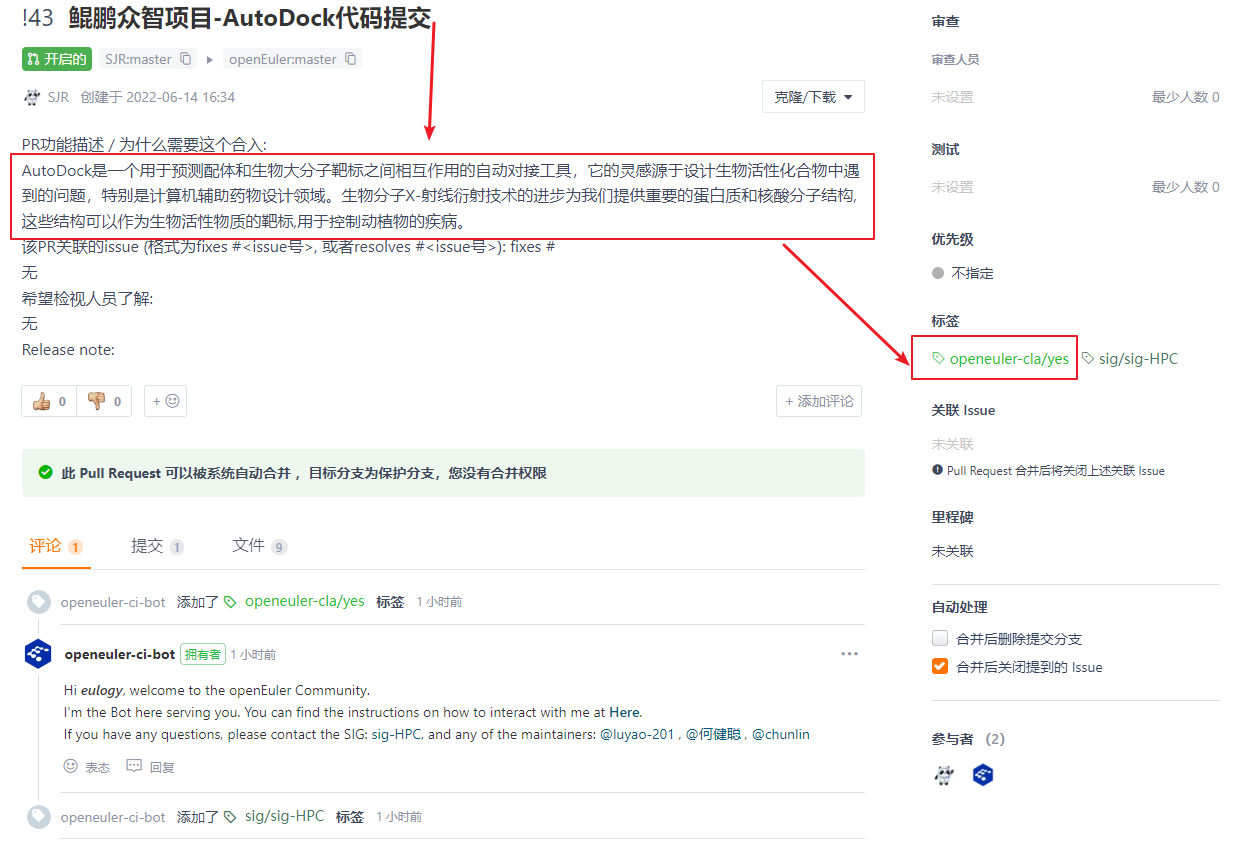 !43 鲲鹏众智项目-AutoDock代码提交
开启的 SJR:master openEuler:master
SJR 创建于 2022-06-14 16:34
克隆/下载
PR功能描述 / 为什么需要这个合入:
AutoDock是一个用于预测配体和生物大分子靶标之间相互作用的自动对接工具，它的灵感源于设计生物活性化合物中遇
到的问题，特别是计算机辅助药物设计领域。生物分子X-射线衍射技术的进步为我们提供重要的蛋白质和核酸分子结构,
这些结构可以作为生物活性物质的靶标,用于控制动植物的疾病。
该PR关联的issue (格式为fixes #<issue号>, 或者resolves #<issue号>): fixes #
无
希望检视人员了解:
无
Release note:
0 0 +
+ 添加评论
此 Pull Request 可以被系统自动合并 ，目标分支为保护分支，您没有合并权限
评论 1 提交 1 文件 9
openeuler-ci-bot 添加了 openeuler-cla/yes 标签 1 小时前
openeuler-ci-bot 拥有者 1 小时前
Hi eulogy, welcome to the openEuler Community.
I'm the Bot here serving you. You can find the instructions on how to interact with me at Here.
If you have any questions, please contact the SIG: sig-HPC, and any of the maintainers: @luyao-201 , @何健聪 , @chunlin
表态 回复
openeuler-ci-bot 添加了 sig/sig-HPC 标签 1 小时前
审查
审查人员
未设置 最少人数 0
测试
未设置 最少人数 0
优先级
不指定
标签
openeuler-cla/yes sig/sig-HPC
关联 Issue
未关联
Pull Request 合并后将关闭上述关联 Issue
里程碑
未关联
自动处理
合并后删除提交分支
合并后关闭提到的 Issue
参与者 (2)